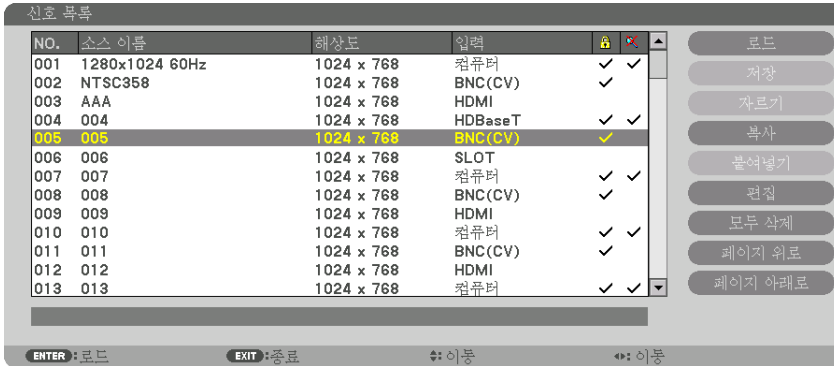 신호 목록
NO. 소스 이름 해상도 입력
001 1280x1024 60Hz 1024 x 768 컴퓨터
002 NTSC358 1024 x 768 BNC(CV)
003 AAA 1024 x 768 HDMI
004 004 1024 x 768 HDBaseT
005 005 1024 x 768 BNC(CV)
006 006 1024 x 768 SLOT
007 007 1024 x 768 컴퓨터
008 008 1024 x 768 BNC(CV)
009 009 1024 x 768 HDMI
010 010 1024 x 768 컴퓨터
011 011 1024 x 768 BNC(CV)
012 012 1024 x 768 HDMI
013 013 1024 x 768 컴퓨터
로드
저장
자르기
복사
붙여넣기
편집
모두 삭제
페이지 위로
페이지 아래로
ENTER :로드 EXIT :종료 :이동 :이동